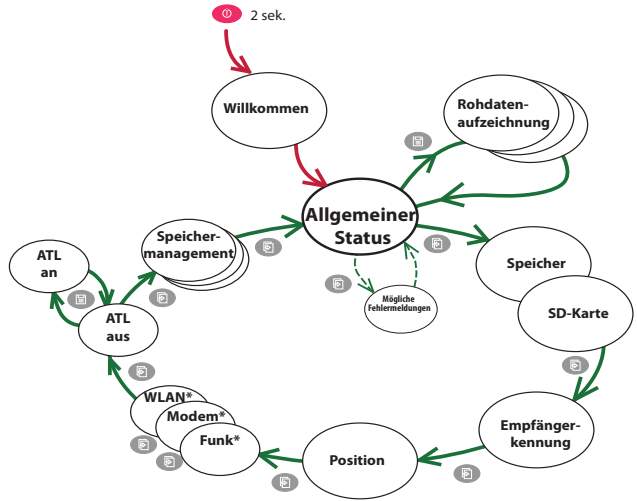 2 sek.
Willkommen
Rohdaten-
aufzeichnung
Allgemeiner
Status
Speicher-
management
ATL
an
ATL
aus
Mögliche
Fehlermeldungen
Speicher
SD-Karte
WLAN*
Modem*
Funk*
Position
Empfänger-
kennung